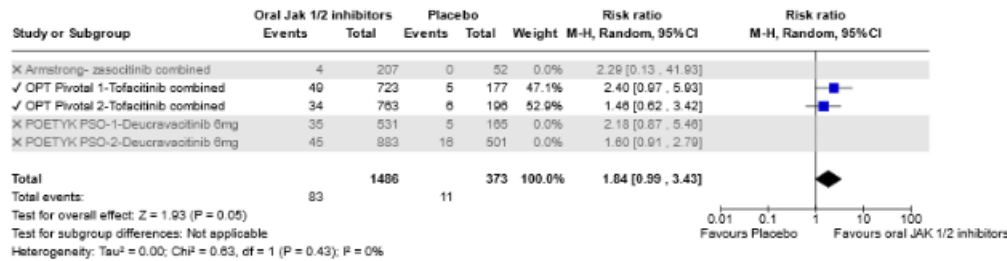 Oral Jak 1/2 inhibitors Placebo Risk ratio Risk ratio
Study or Subgroup Events Total Events Total Weight M-H, Random, 95% CI M-H, Random, 95% CI
✕ Armstrong- zasocitinib combined 4 207 0 52 0.0% 2.29 [0.13 , 41.93]
✓ OPT Pivotal 1-Tofacitinib combined 49 723 5 177 47.1% 2.40 [0.97 , 5.93]
✓ OPT Pivotal 2-Tofacitinib combined 34 763 6 196 52.9% 1.46 [0.62 , 3.42]
✕ POETYK PSO-1-Deucravacitinib 6mg 35 531 5 165 0.0% 2.18 [0.87 , 5.46]
✕ POETYK PSO-2-Deucravacitinib 6mg 45 883 16 501 0.0% 1.60 [0.91 , 2.79]
Total 1486 373 100.0% 1.84 [0.99 , 3.43]
Total events: 83 11
Test for overall effect: Z = 1.93 (P = 0.05)
Test for subgroup differences: Not applicable
Heterogeneity: Tau² = 0.00; Chi² = 0.63, df = 1 (P = 0.43); I² = 0%
0.01 0.1 1 10 100
Favours Placebo Favours oral JAK 1/2 inhibitors